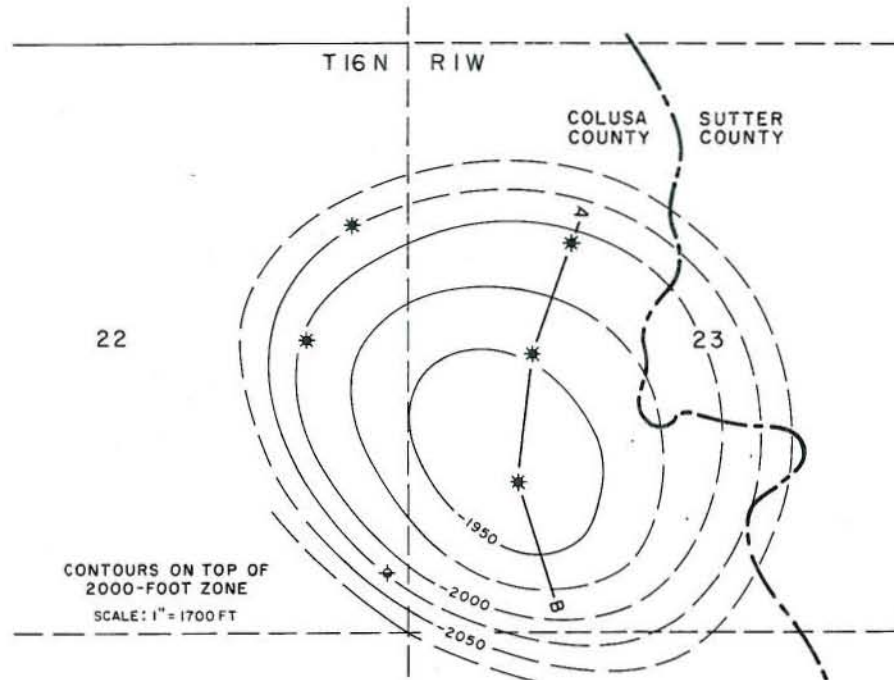 T16N R1W
COLUSA COUNTY
SUTTER COUNTY
A
22
23
-1950
CONTOURS ON TOP OF
2000-FOOT ZONE
SCALE: 1" = 1700 FT
-2000
B
-2050